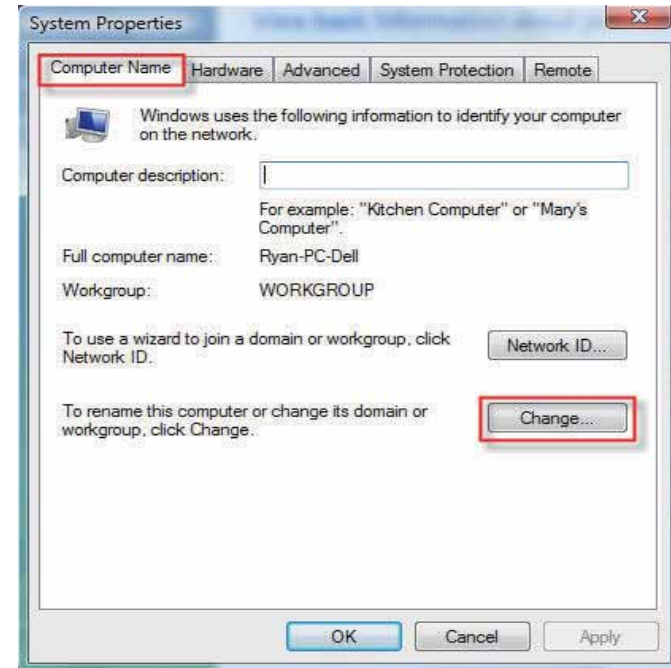 System Properties
Computer Name Hardware Advanced System Protection Remote
Windows uses the following information to identify your computer
on the network.
Computer description:
For example: "Kitchen Computer" or "Mary's
Computer".
Full computer name: Ryan-PC-Dell
Workgroup: WORKGROUP
To use a wizard to join a domain or workgroup, click
Network ID.
Network ID...
To rename this computer or change its domain or
workgroup, click Change.
Change...
OK Cancel Apply